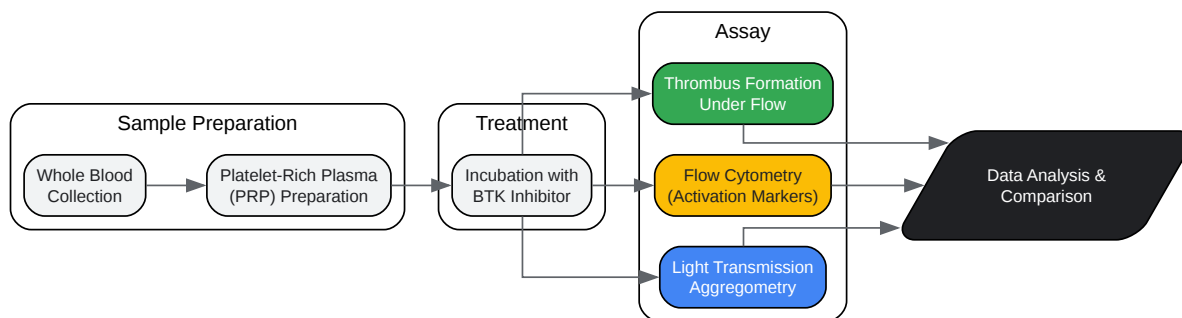 Sample Preparation
Whole Blood
Collection
Platelet-Rich Plasma
(PRP) Preparation
Treatment
Incubation with
BTK Inhibitor
Assay
Thrombus Formation
Under Flow
Flow Cytometry
(Activation Markers)
Light Transmission
Aggregometry
Data Analysis &
Comparison